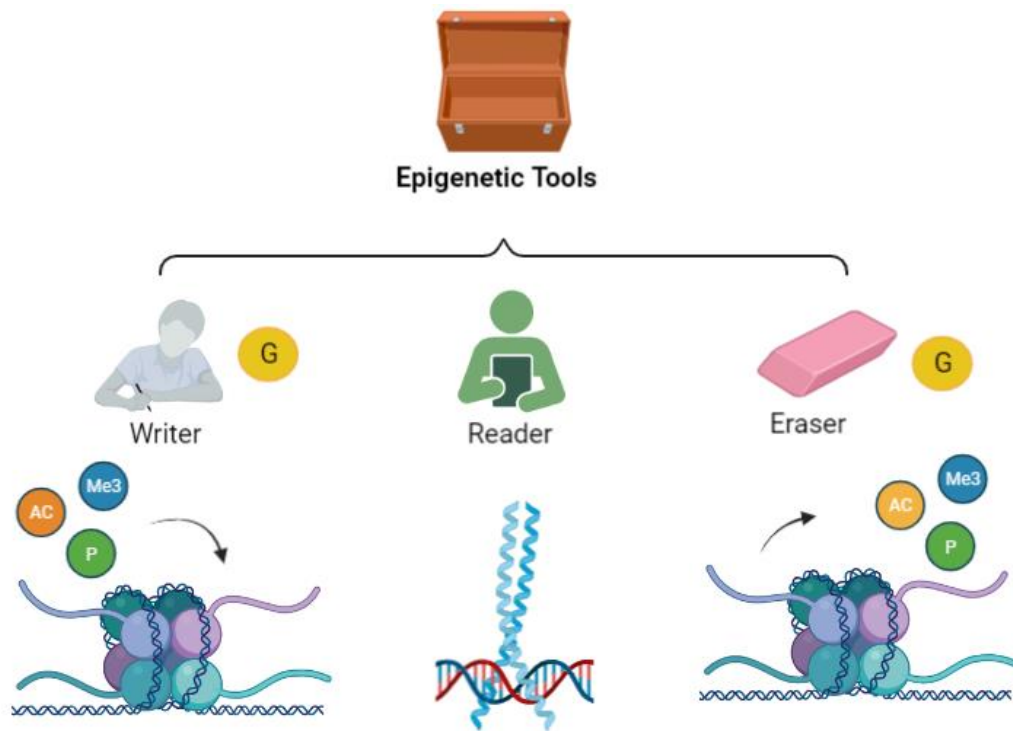 Epigenetic Tools
G
G
Writer
Reader
Eraser
Me3
AC
P
Me3
AC
P